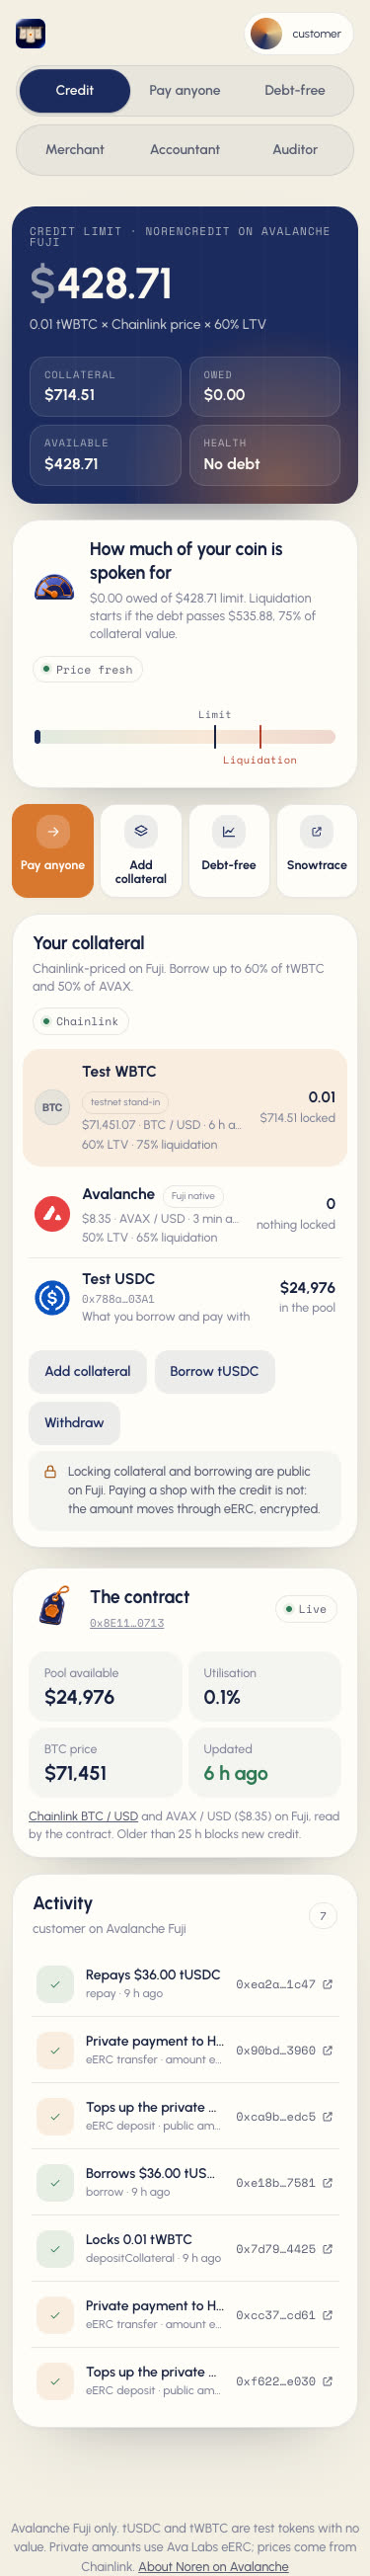 customer
Credit
Pay anyone
Debt-free
Merchant
Accountant
Auditor
CREDIT LIMIT · NORENCREDIT ON AVALANCHE
FUJI
$428.71
0.01 tWBTC × Chainlink price × 60% LTV
COLLATERAL
$714.51
OWED
$0.00
AVAILABLE
$428.71
HEALTH
No debt
How much of your coin is
spoken for
$0.00 owed of $428.71 limit. Liquidation
starts if the debt passes $535.88, 75% of
collateral value.
Price fresh
Limit
Liquidation
Pay anyone
Add
collateral
Debt-free
Snowtrace
Your collateral
Chainlink-priced on Fuji. Borrow up to 60% of tWBTC
and 50% of AVAX.
Chainlink
BTC
Test WBTC
testnet stand-in
$71,451.07 · BTC / USD · 6 h a...
60% LTV · 75% liquidation
0.01
$714.51 locked
Avalanche
Fuji native
$8.35 · AVAX / USD · 3 min a...
50% LTV · 65% liquidation
0
nothing locked
Test USDC
0x788a…03A1
What you borrow and pay with
$24,976
in the pool
Add collateral
Borrow tUSDC
Withdraw
Locking collateral and borrowing are public
on Fuji. Paying a shop with the credit is not:
the amount moves through eERC, encrypted.
The contract
0x8E11…0713
Live
Pool available
$24,976
Utilisation
0.1%
BTC price
$71,451
Updated
6 h ago
Chainlink BTC / USD and AVAX / USD ($8.35) on Fuji, read
by the contract. Older than 25 h blocks new credit.
Activity
customer on Avalanche Fuji
7
Repays $36.00 tUSDC
repay · 9 h ago
0xea2a…1c47
Private payment to H...
eERC transfer · amount e...
0x90bd…3960
Tops up the private ...
eERC deposit · public am...
0xca9b…edc5
Borrows $36.00 tUS...
borrow · 9 h ago
0xe18b…7581
Locks 0.01 tWBTC
depositCollateral · 9 h ago
0x7d79…4425
Private payment to H...
eERC transfer · amount e...
0xcc37…cd61
Tops up the private ...
eERC deposit · public am...
0xf622…e030
Avalanche Fuji only. tUSDC and tWBTC are test tokens with no
value. Private amounts use Ava Labs eERC; prices come from
Chainlink. About Noren on Avalanche